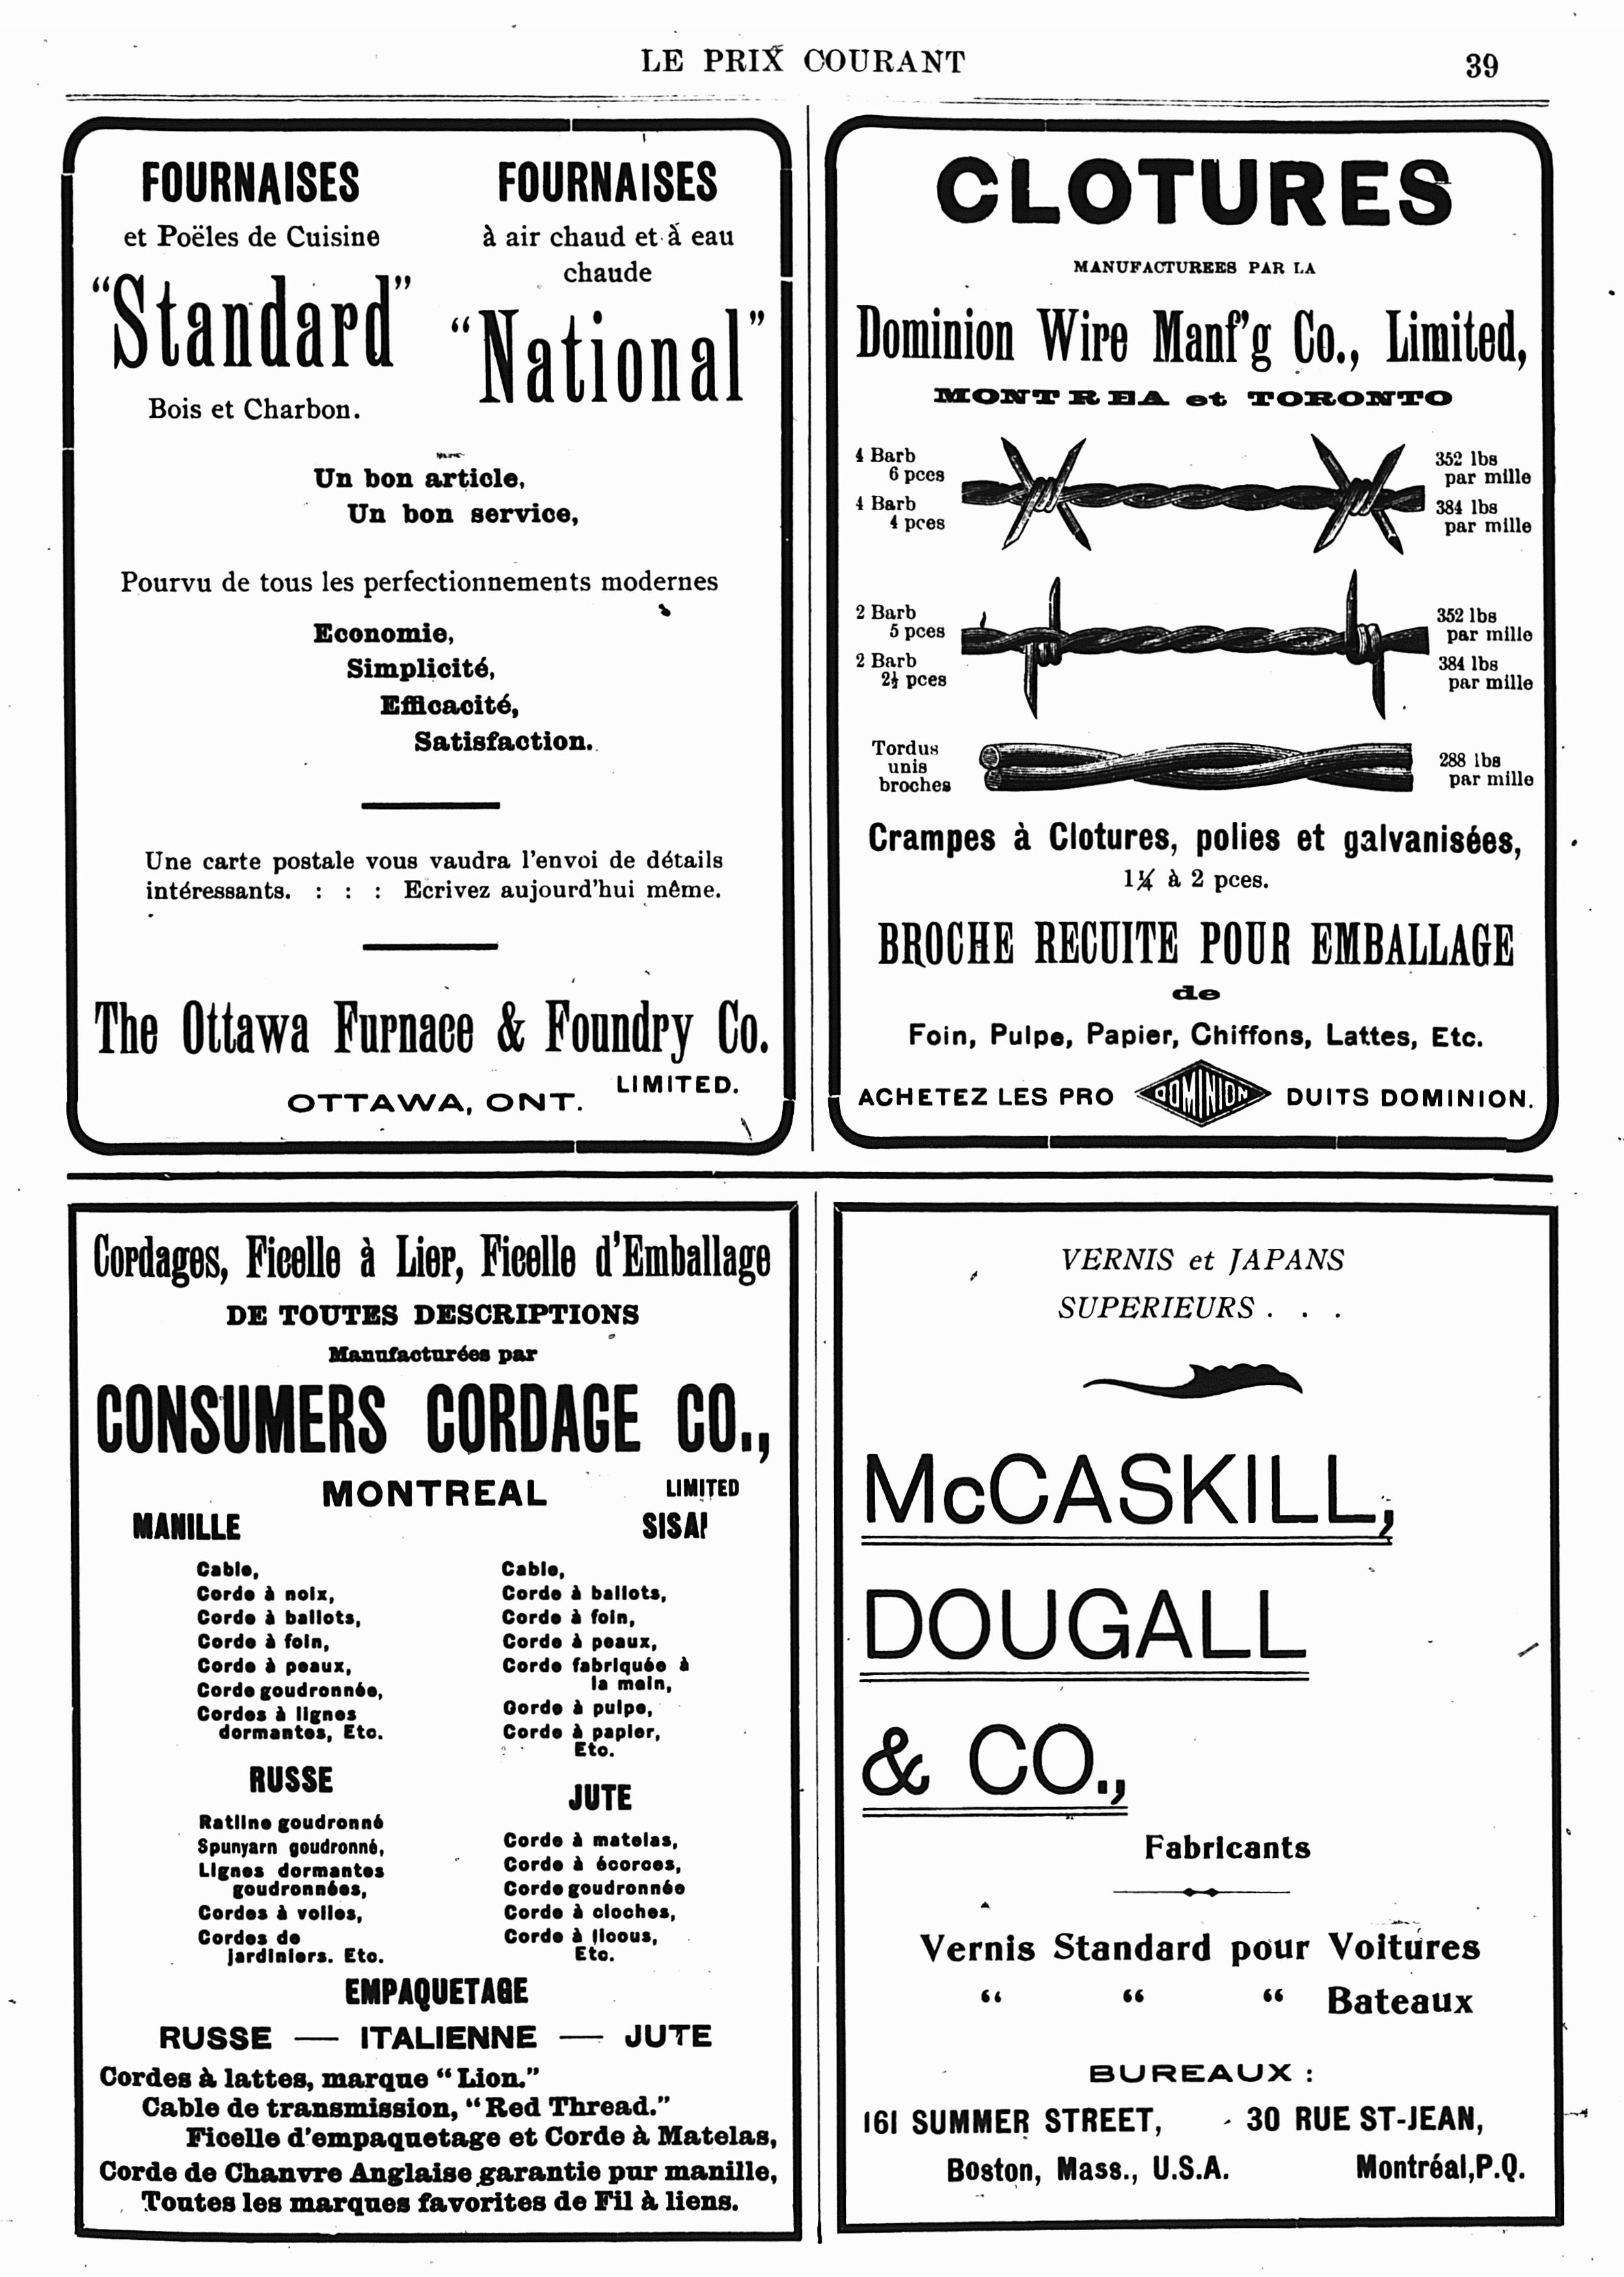 LE PRIX COURANT
39
FOURNAISES
et Poëles de Cuisine
"Standard"
Bois et Charbon.
FOURNAISES
à air chaud et à eau
chaude
"National"
Un bon article,
Un bon service,
Pourvu de tous les perfectionnements modernes
Economie,
Simplicité,
Efficacité,
Satisfaction.
Une carte postale vous vaudra l'envoi de détails
intéressants. : : : Ecrivez aujourd'hui même.
The Ottawa Furnace & Foundry Co.
LIMITED.
OTTAWA, ONT.
CLOTURES
MANUFACTUREES PAR LA
Dominion Wire Manf'g Co., Limited,
MONTREA et TORONTO
4 Barb
6 pces
4 Barb
4 pces
352 lbs
par mille
384 lbs
par mille
2 Barb
5 pces
2 Barb
2½ pces
352 lbs
par mille
384 lbs
par mille
Tordus
unis
broches
288 lbs
par mille
Crampes à Clotures, polies et galvanisées,
1¼ à 2 pces.
BROCHE RECUITE POUR EMBALLAGE
de
Foin, Pulpe, Papier, Chiffons, Lattes, Etc.
ACHETEZ LES PRO DOMINION DUITS DOMINION.
Cordages, Ficelle à Lier, Ficelle d'Emballage
DE TOUTES DESCRIPTIONS
Manufacturées par
CONSUMERS CORDAGE CO.,
MONTREAL LIMITED
MANILLE
Cable,
Corde à noix,
Corde à ballots,
Corde à foin,
Corde à peaux,
Corde goudronnée,
Cordes à lignes
dormantes, Etc.
RUSSE
Ratline goudronné
Spunyarn goudronné,
Lignes dormantes
goudronnées,
Cordes à voiles,
Cordes de
jardiniers. Etc.
SISAL
Cable,
Corde à ballots,
Corde à foin,
Corde à peaux,
Corde fabriquée à
la main,
Corde à pulpe,
Corde à papier,
Etc.
JUTE
Corde à matelas,
Corde à écorces,
Corde goudronnée
Corde à cloches,
Corde à licous,
Etc.
EMPAQUETAGE
RUSSE — ITALIENNE — JUTE
Cordes à lattes, marque "Lion."
Cable de transmission, "Red Thread."
Ficelle d'empaquetage et Corde à Matelas,
Corde de Chanvre Anglaise garantie pur manille,
Toutes les marques favorites de Fil à liens.
VERNIS et JAPANS
SUPERIEURS . . .
McCASKILL,
DOUGALL
& CO.,
Fabricants
Vernis Standard pour Voitures
" " " Bateaux
BUREAUX :
161 SUMMER STREET,
Boston, Mass., U.S.A.
30 RUE ST-JEAN,
Montréal, P.Q.